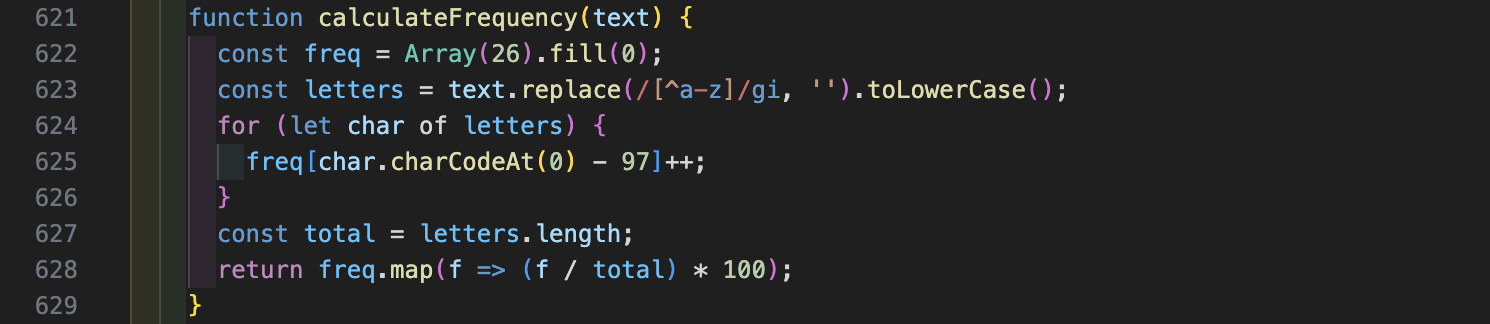 621 function calculateFrequency(text) {
622 const freq = Array(26).fill(0);
623 const letters = text.replace(/[^a-z]/gi, '').toLowerCase();
624 for (let char of letters) {
625 freq[char.charCodeAt(0) - 97]++;
626 }
627 const total = letters.length;
628 return freq.map(f => (f / total) * 100);
629 }